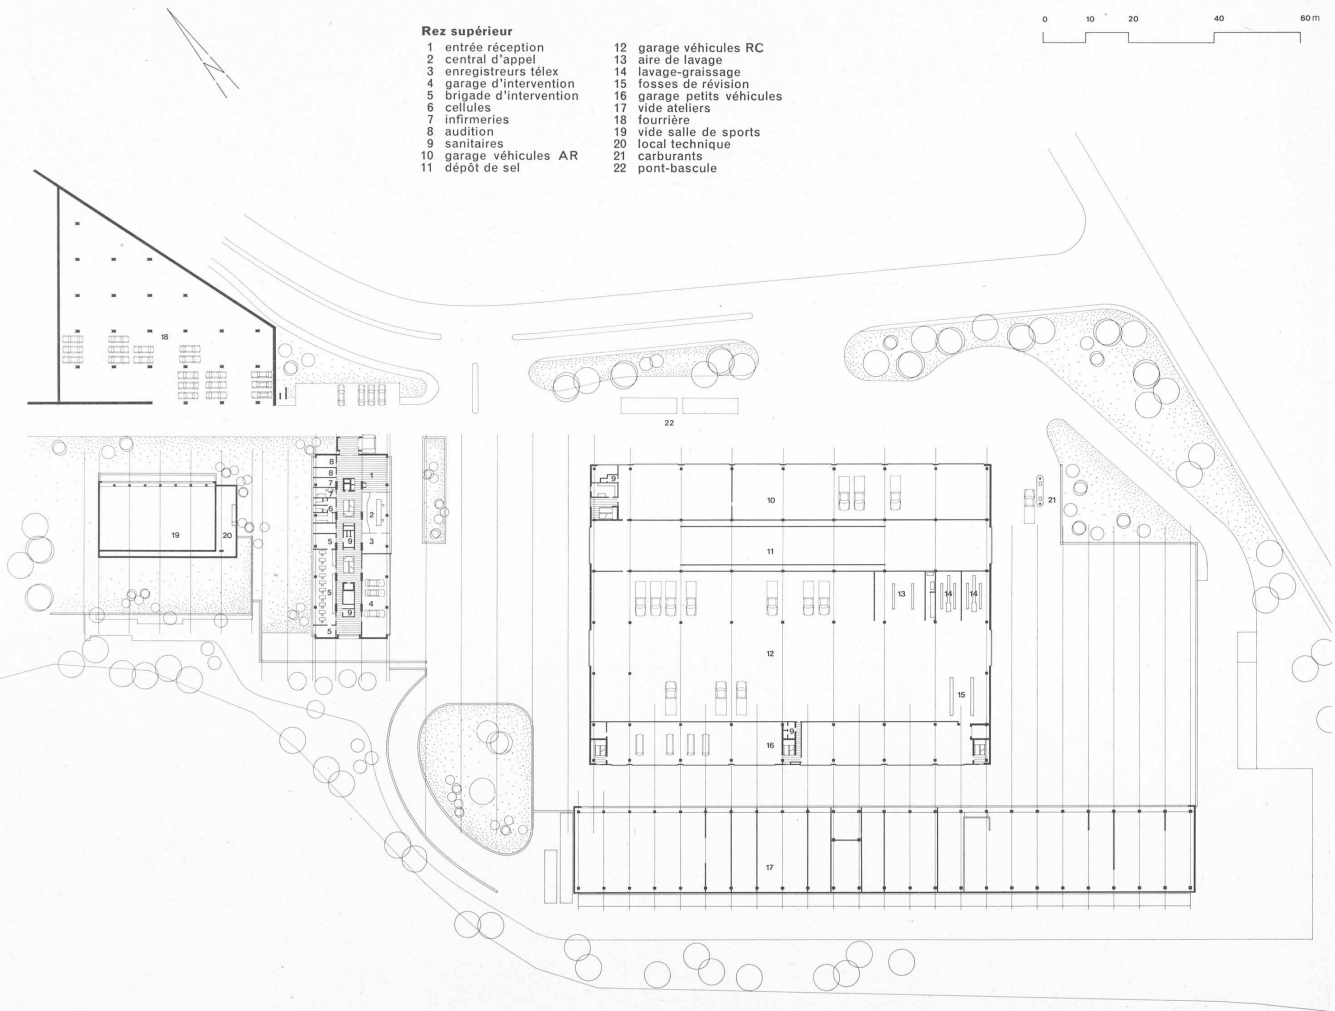 Rez supérieur
1 entrée réception
2 central d'appel
3 enregistreurs télex
4 garage d'intervention
5 brigade d'intervention
6 cellules
7 infirmeries
8 audition
9 sanitaires
10 garage véhicules AR
11 dépôt de sel
12 garage véhicules RC
13 aire de lavage
14 lavage-graissage
15 fosses de révision
16 garage petits véhicules
17 vide ateliers
18 fourrière
19 vide salle de sports
20 local technique
21 carburants
22 pont-bascule
0 10 20 40 60 m
N
18
22
8
8
1
7
7
6
2
5
9
3
5
4
9
5
19
20
9
10
11
13
14
14
12
15
16
9
21
17